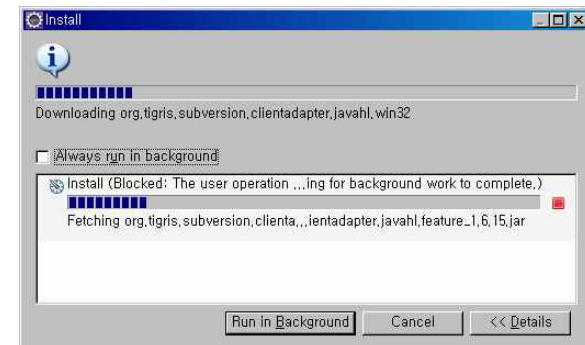 Install
Downloading org.tigris.subversion.clientadapter.javahl.win32
Always run in background
Install (Blocked: The user operation ...ing for background work to complete.)
Fetching org.tigris.subversion.clienta...ientadapter.javahl.feature_1.6.15.jar
Run in Background
Cancel
<< Details